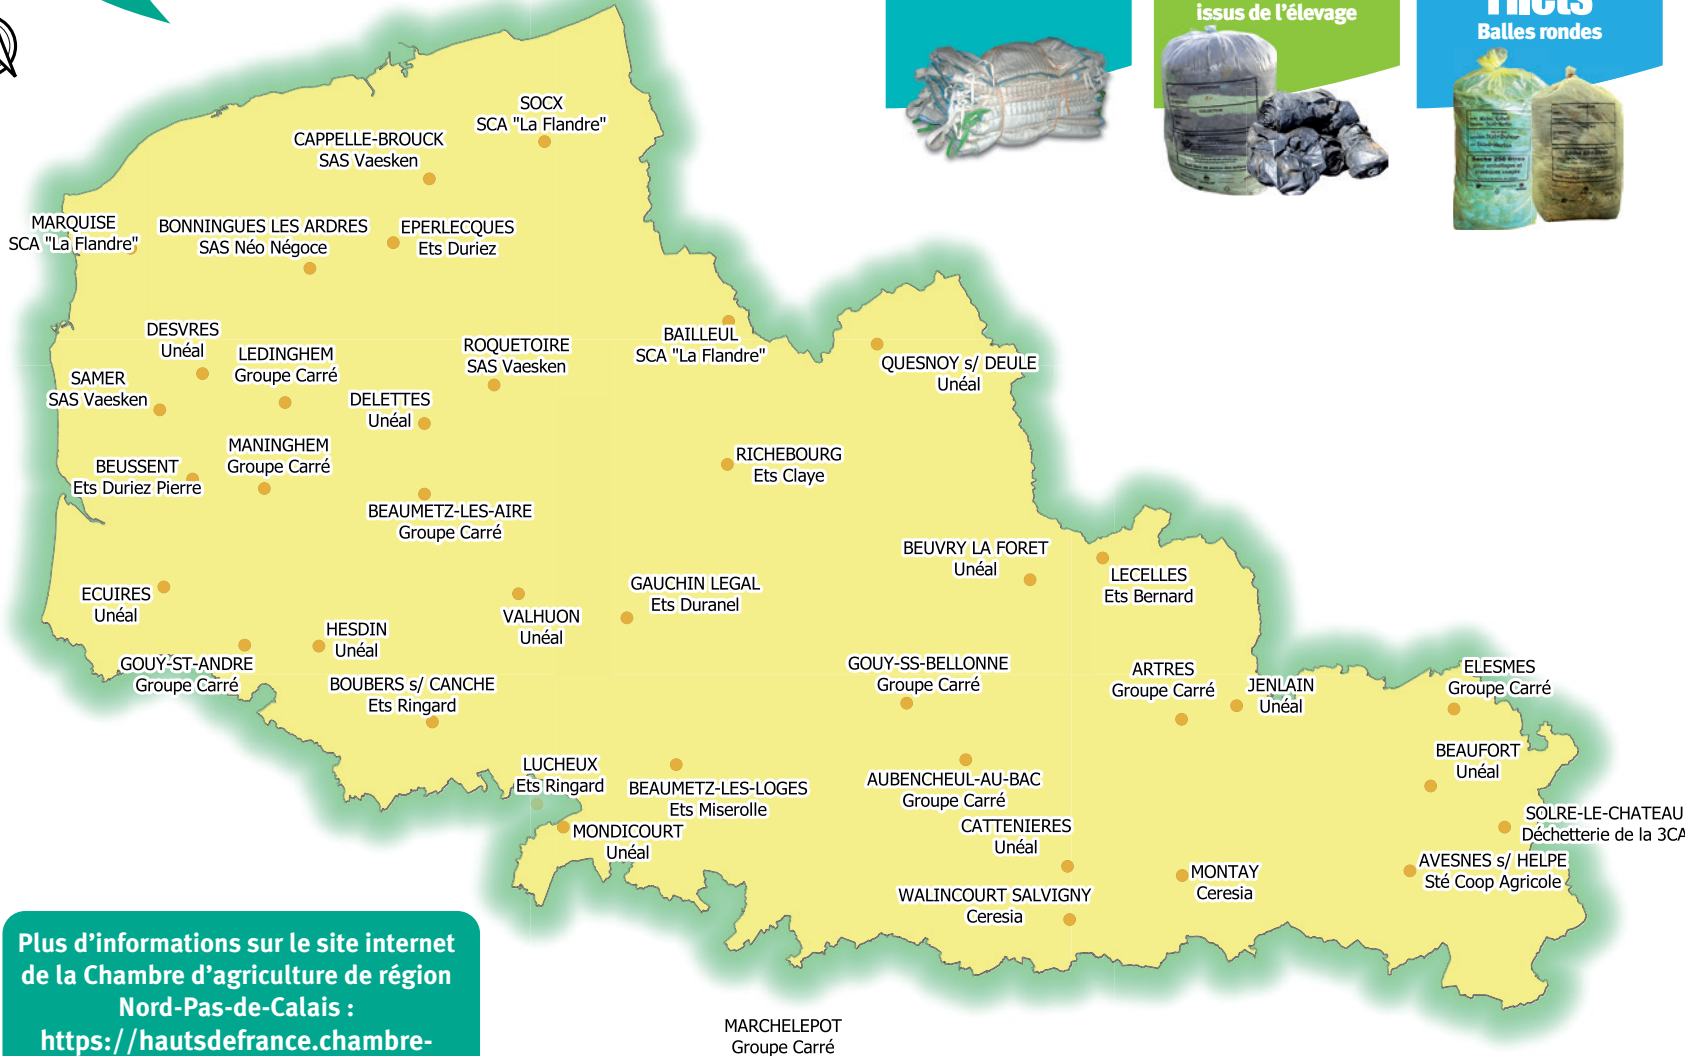 issus de l'élevage
Filets
Balles rondes
SOCX
SCA "La Flandre"
CAPPELLE-BROUCK
SAS Vaesken
MARQUISE
SCA "La Flandre"
BONNINGUES LES ARDRES
SAS Néo Négoce
EPERLECQUES
Ets Duriez
DESVRES
Unéal
LEDINGHEM
Groupe Carré
ROQUETOIRE
SAS Vaesken
BAILLEUL
SCA "La Flandre"
QUESNOY s/ DEULE
Unéal
SAMER
SAS Vaesken
DELETTES
Unéal
MANINGHEM
Groupe Carré
BEUSSENT
Ets Duriez Pierre
RICHEBOURG
Ets Claye
BEAUMETZ-LES-AIRE
Groupe Carré
BEUVRY LA FORET
Unéal
LECELLES
Ets Bernard
ECUIRES
Unéal
GAUCHIN LEGAL
Ets Duranel
VALHUON
Unéal
HESDIN
Unéal
GOUY-ST-ANDRE
Groupe Carré
BOUBERS s/ CANCHE
Ets Ringard
GOUY-SS-BELLONNE
Groupe Carré
ARTRES
Groupe Carré
JENLAIN
Unéal
ELESMES
Groupe Carré
BEAUFORT
Unéal
LUCHEUX
Ets Ringard
BEAUMETZ-LES-LOGES
Ets Miserolle
AUBENCHEUL-AU-BAC
Groupe Carré
SOLRE-LE-CHATEAU
Déchetterie de la 3CA
MONDICOURT
Unéal
CATTENIERES
Unéal
MONTAY
Ceresia
AVESNES s/ HELPE
Sté Coop Agricole
WALINCOURT SALVIGNY
Ceresia
Plus d'informations sur le site internet
de la Chambre d'agriculture de région
Nord-Pas-de-Calais :
https://hautsdefrance.chambre-
MARCHELEPOT
Groupe Carré